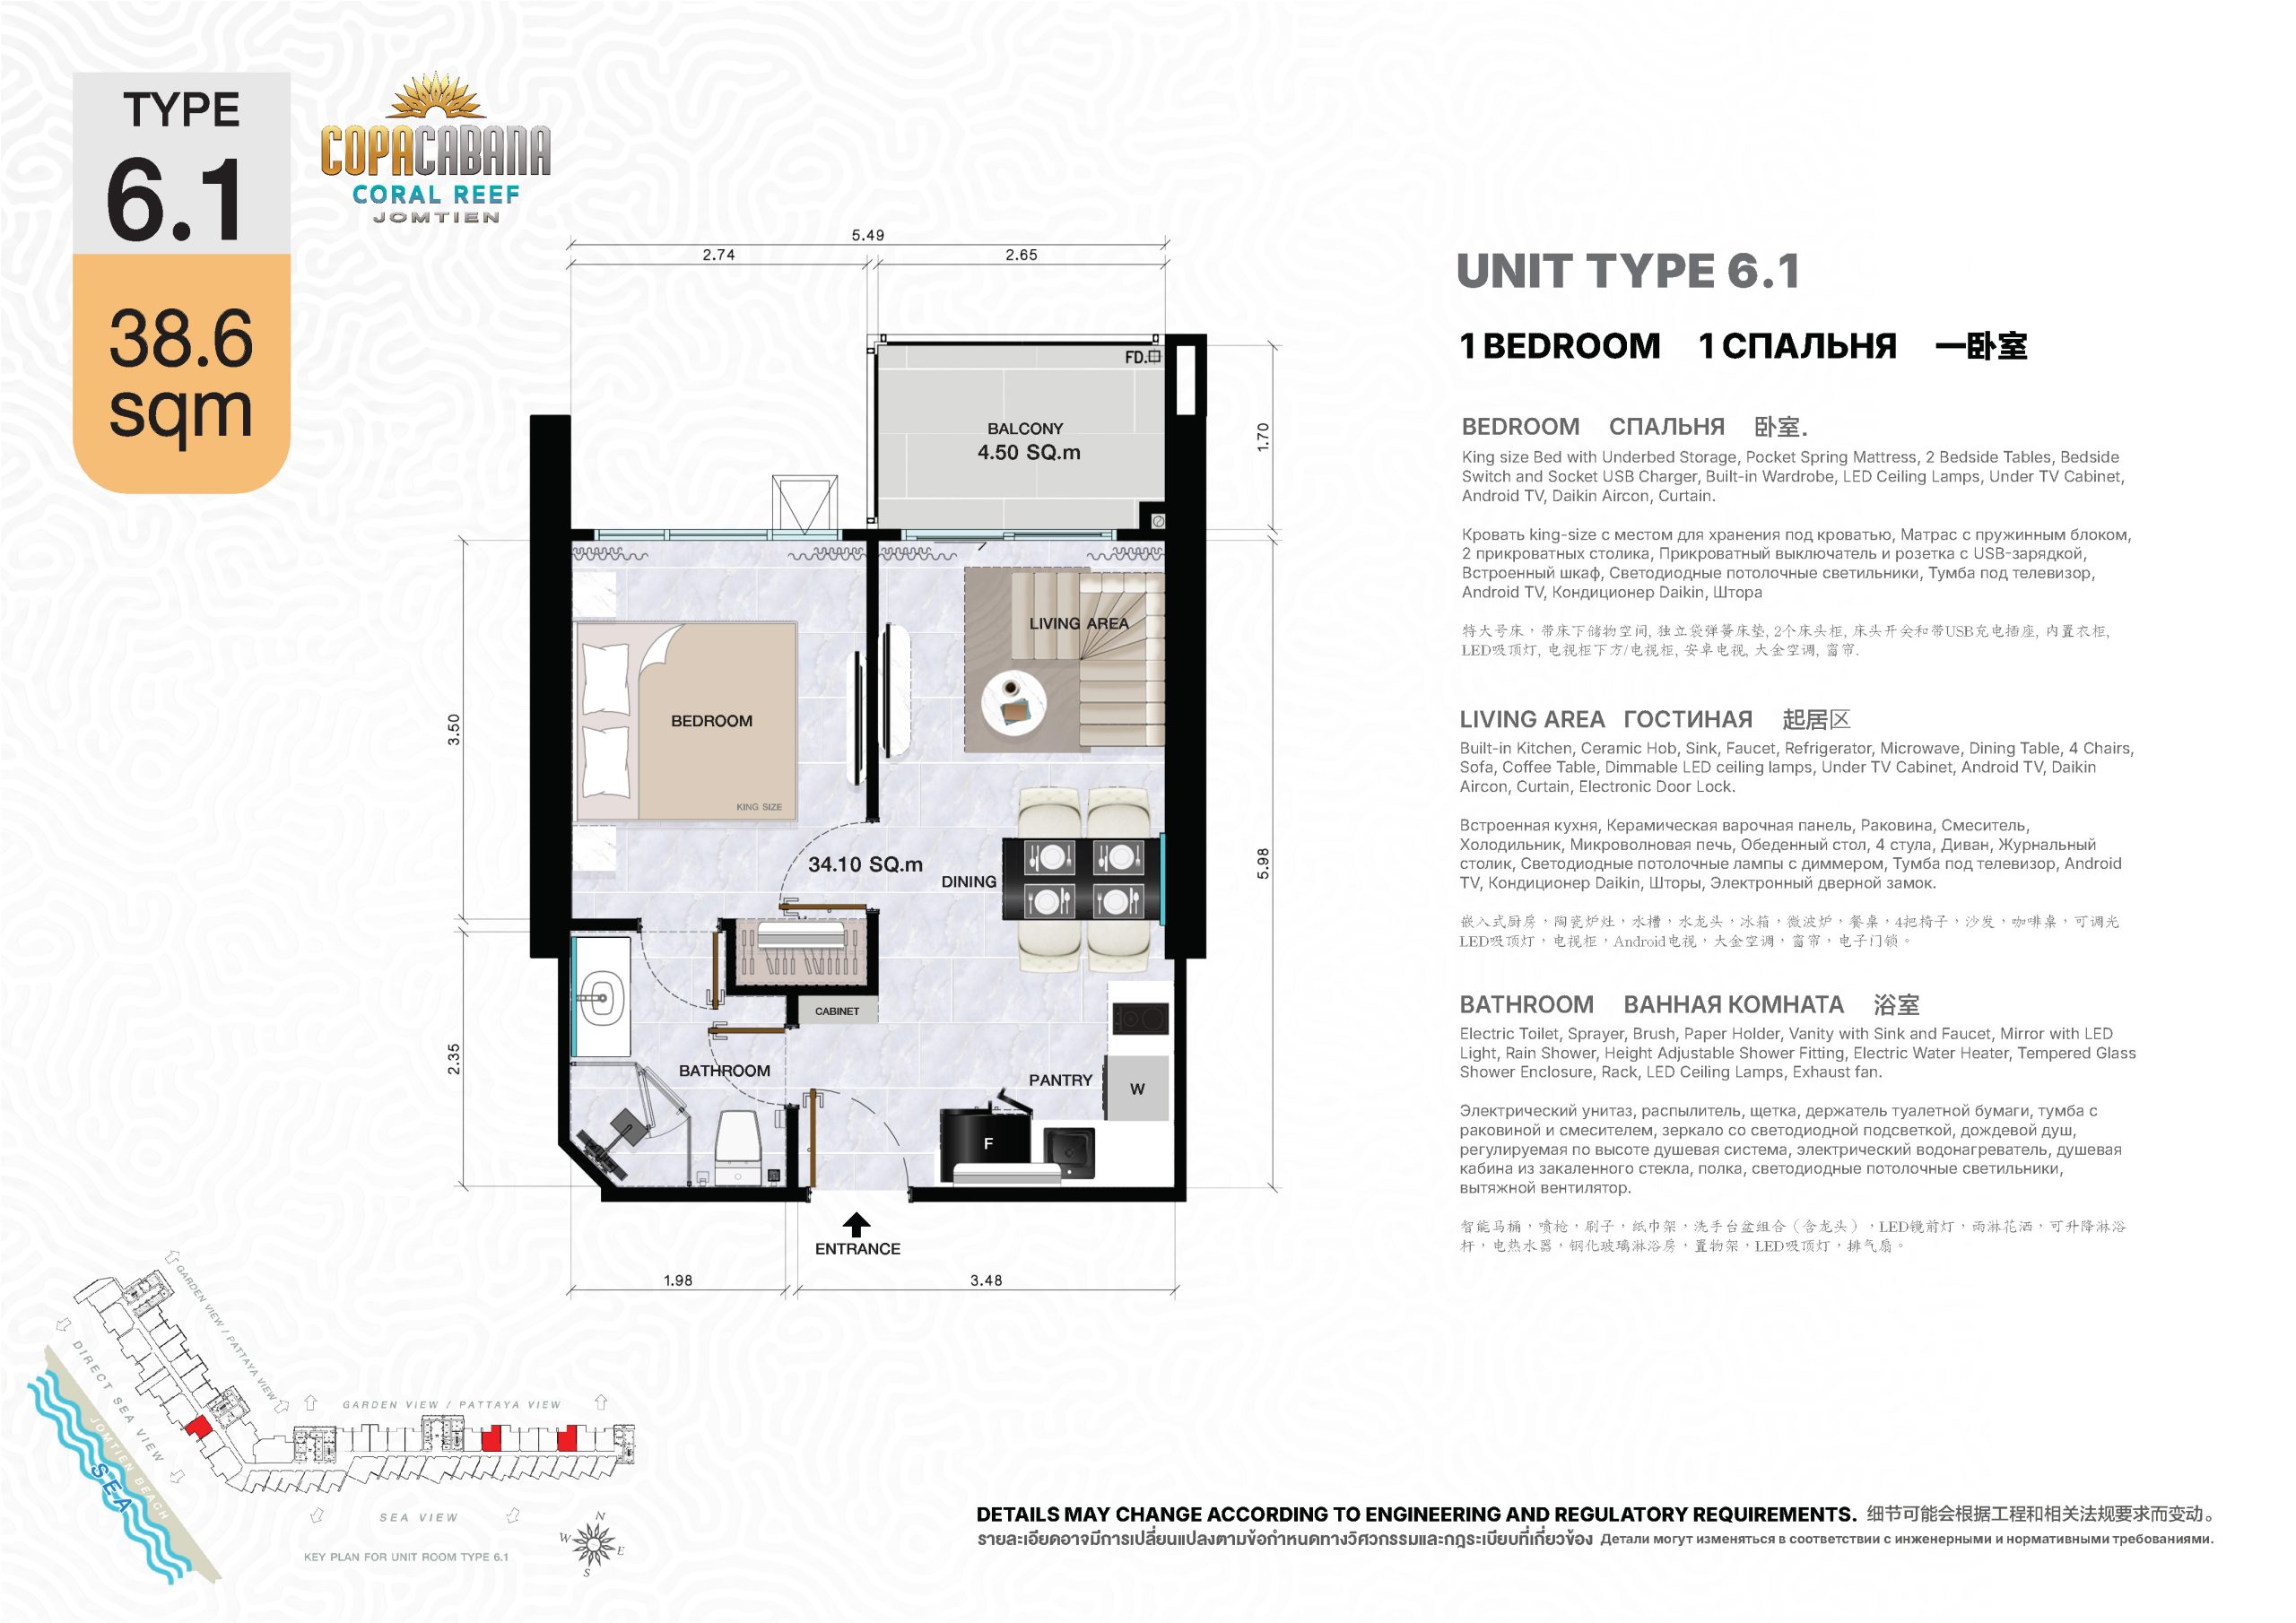 TYPE
6.1
38.6
sqm
COPACABANA
CORAL REEF
JOMTIEN
5.49
2.74
2.65
FD.
BALCONY
4.50 SQ.m
1.70
LIVING AREA
BEDROOM
KING SIZE
3.50
34.10 SQ.m
DINING
5.98
CABINET
BATHROOM
PANTRY
W
F
2.35
ENTRANCE
1.98
3.48
UNIT TYPE 6.1
1 BEDROOM 1 СПАЛЬНЯ 一卧室
BEDROOM СПАЛЬНЯ 卧室.
King size Bed with Underbed Storage, Pocket Spring Mattress, 2 Bedside Tables, Bedside
Switch and Socket USB Charger, Built-in Wardrobe, LED Ceiling Lamps, Under TV Cabinet,
Android TV, Daikin Aircon, Curtain.
Кровать king-size с местом для хранения под кроватью, Матрас с пружинным блоком,
2 прикроватных столика, Прикроватный выключатель и розетка с USB-зарядкой,
Встроенный шкаф, Светодиодные потолочные светильники, Тумба под телевизор,
Android TV, Кондиционер Daikin, Штора
特大号床，带床下储物空间, 独立袋弹簧床垫, 2个床头柜, 床头开关和带USB充电插座, 内置衣柜,
LED吸顶灯, 电视柜下方/电视柜, 安卓电视, 大金空调, 窗帘.
LIVING AREA ГОСТИНАЯ 起居区
Built-in Kitchen, Ceramic Hob, Sink, Faucet, Refrigerator, Microwave, Dining Table, 4 Chairs,
Sofa, Coffee Table, Dimmable LED ceiling lamps, Under TV Cabinet, Android TV, Daikin
Aircon, Curtain, Electronic Door Lock.
Встроенная кухня, Керамическая варочная панель, Раковина, Смеситель,
Холодильник, Микроволновая печь, Обеденный стол, 4 стула, Диван, Журнальный
столик, Светодиодные потолочные лампы с диммером, Тумба под телевизор, Android
TV, Кондиционер Daikin, Шторы, Электронный дверной замок.
嵌入式厨房，陶瓷炉灶，水槽，水龙头，冰箱，微波炉，餐桌，4把椅子，沙发，咖啡桌，可调光
LED吸顶灯，电视柜，Android电视，大金空调，窗帘，电子门锁。
BATHROOM ВАННАЯ КОМНАТА 浴室
Electric Toilet, Sprayer, Brush, Paper Holder, Vanity with Sink and Faucet, Mirror with LED
Light, Rain Shower, Height Adjustable Shower Fitting, Electric Water Heater, Tempered Glass
Shower Enclosure, Rack, LED Ceiling Lamps, Exhaust fan.
Электрический унитаз, распылитель, щетка, держатель туалетной бумаги, тумба с
раковиной и смесителем, зеркало со светодиодной подсветкой, дождевой душ,
регулируемая по высоте душевая система, электрический водонагреватель, душевая
кабина из закаленного стекла, полка, светодиодные потолочные светильники,
вытяжной вентилятор.
智能马桶，喷枪，刷子，纸巾架，洗手台盆组合（含龙头），LED镜前灯，雨淋花洒，可升降淋浴
杆，电热水器，钢化玻璃淋浴房，置物架，LED吸顶灯，排气扇。
GARDEN VIEW / PATTAYA VIEW
DIRECT SEA VIEW
JOMTIEN BEACH
SEA
GARDEN VIEW / PATTAYA VIEW
SEA VIEW
N
W
E
S
KEY PLAN FOR UNIT ROOM TYPE 6.1
DETAILS MAY CHANGE ACCORDING TO ENGINEERING AND REGULATORY REQUIREMENTS. 细节可能会根据工程和相关法规要求而变动。
รายละเอียดอาจมีการเปลี่ยนแปลงตามข้อกำหนดทางวิศวกรรมและกฎระเบียบที่เกี่ยวข้อง Детали могут изменяться в соответствии с инженерными и нормативными требованиями.